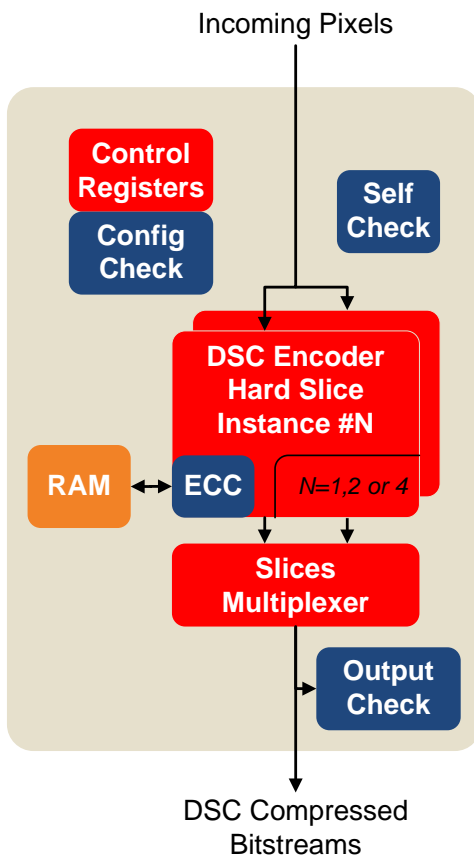 Incoming Pixels
Control
Registers
Config
Check
Self
Check
DSC Encoder
Hard Slice
Instance #N
RAM
ECC
N=1,2 or 4
Slices
Multiplexer
Output
Check
DSC Compressed
Bitstreams